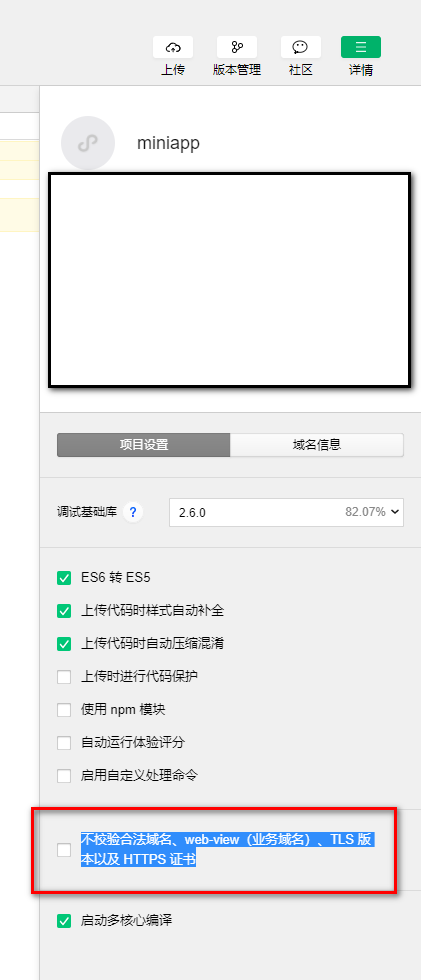 上传 版本管理 社区 详情
miniapp
项目设置 域名信息
调试基础库 ? 2.6.0 82.07%
ES6 转 ES5
上传代码时样式自动补全
上传代码时自动压缩混淆
上传时进行代码保护
使用 npm 模块
自动运行体验评分
启用自定义处理命令
不校验合法域名、web-view（业务域名）、TLS 版
本以及 HTTPS 证书
启动多核心编译